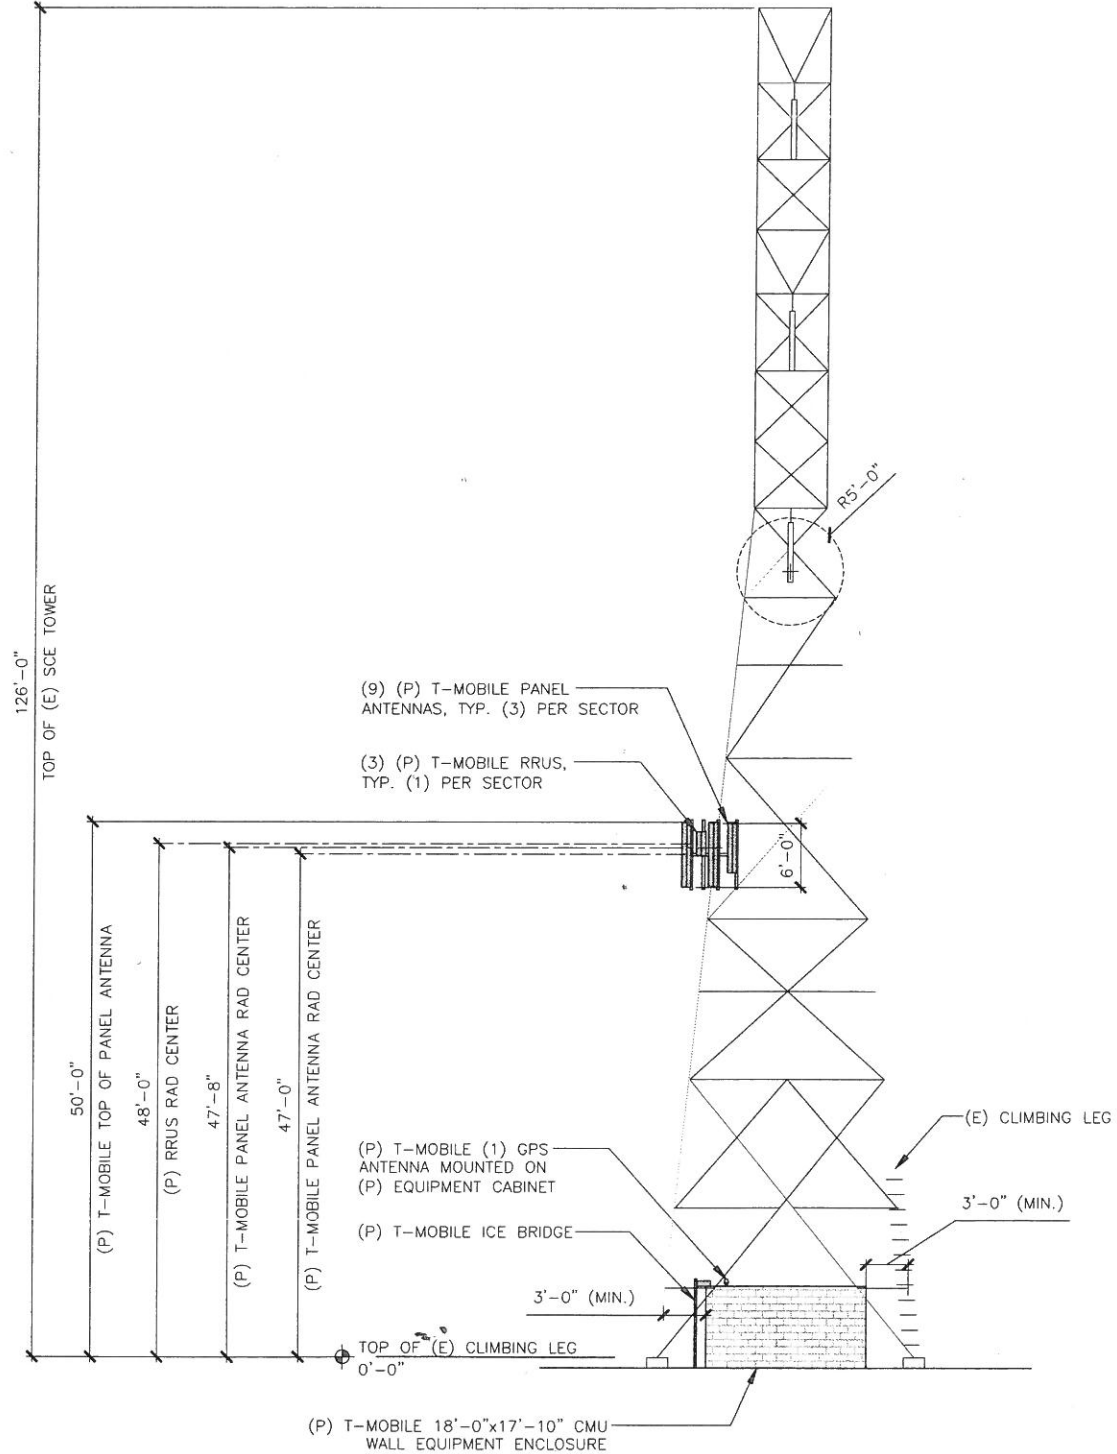 126'-0"
TOP OF (E) SCE TOWER
R5'-0"
(9) (P) T-MOBILE PANEL
ANTENNAS, TYP. (3) PER SECTOR
(3) (P) T-MOBILE RRUS,
TYP. (1) PER SECTOR
6'-0"
50'-0"
(P) T-MOBILE TOP OF PANEL ANTENNA
48'-0"
(P) RRUS RAD CENTER
47'-8"
(P) T-MOBILE PANEL ANTENNA RAD CENTER
47'-0"
(P) T-MOBILE PANEL ANTENNA RAD CENTER
(E) CLIMBING LEG
3'-0" (MIN.)
(P) T-MOBILE (1) GPS
ANTENNA MOUNTED ON
(P) EQUIPMENT CABINET
(P) T-MOBILE ICE BRIDGE
3'-0" (MIN.)
TOP OF (E) CLIMBING LEG
0'-0"
(P) T-MOBILE 18'-0"x17'-10" CMU
WALL EQUIPMENT ENCLOSURE